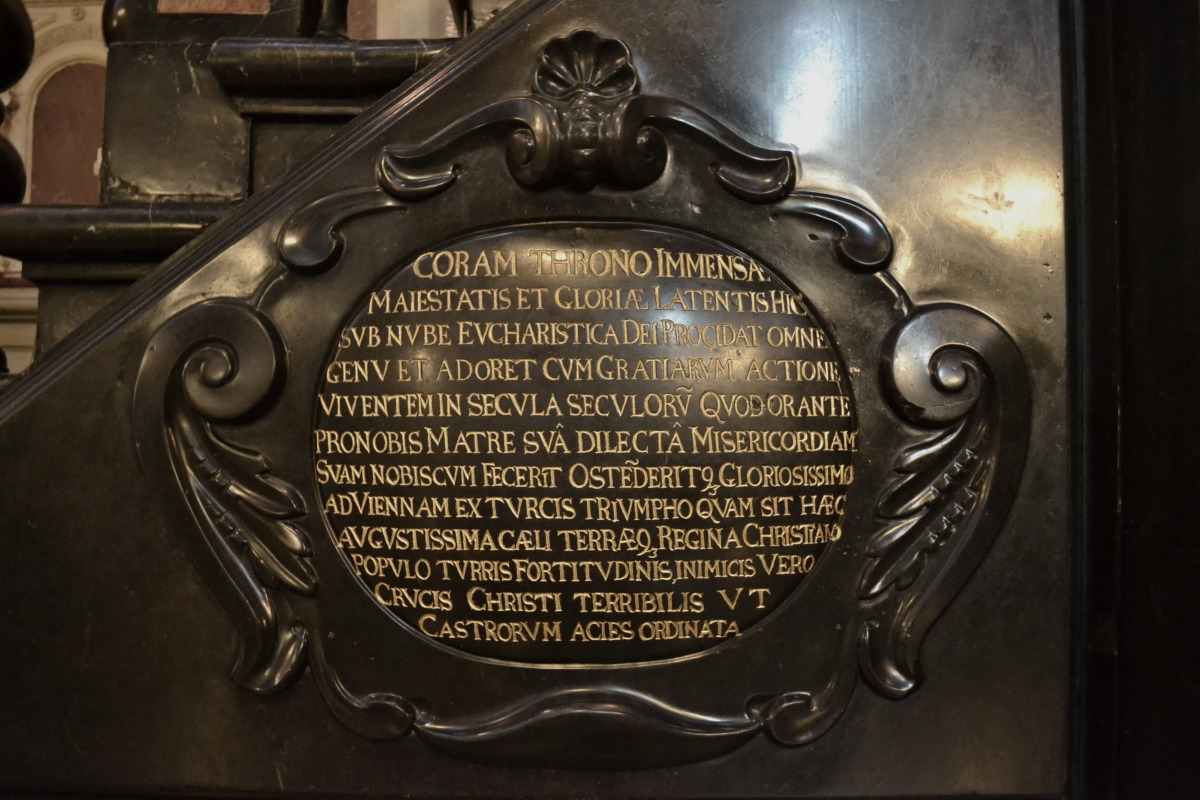 CORAM THRONO IMMENSÆ
MAIESTATIS ET GLORIÆ LATENTIS HIC
SVB NVBE EVCHARISTICA DEI PROCIDAT OMNE
GENV ET ADORET CVM GRATIARVM ACTIONE
VIVENTEM IN SECVLA SECVLORṼ QVOD ORANTE
PRO NOBIS MATRE SVÂ DILECTÂ MISERICORDIAM
SVAM NOBISCVM FECERIT OSTẼDERITQ3 GLORIOSISSIMO
AD VIENNAM EX TVRCIS TRIVMPHO QVAM SIT HÆC
AVGVSTISSIMA CÆLI TERRÆQ3 REGINA CHRISTIANO
POPVLO TVRRIS FORTITVDINIS, INIMICIS VERO
CRVCIS CHRISTI TERRIBILIS VT
CASTRORVM ACIES ORDINATA